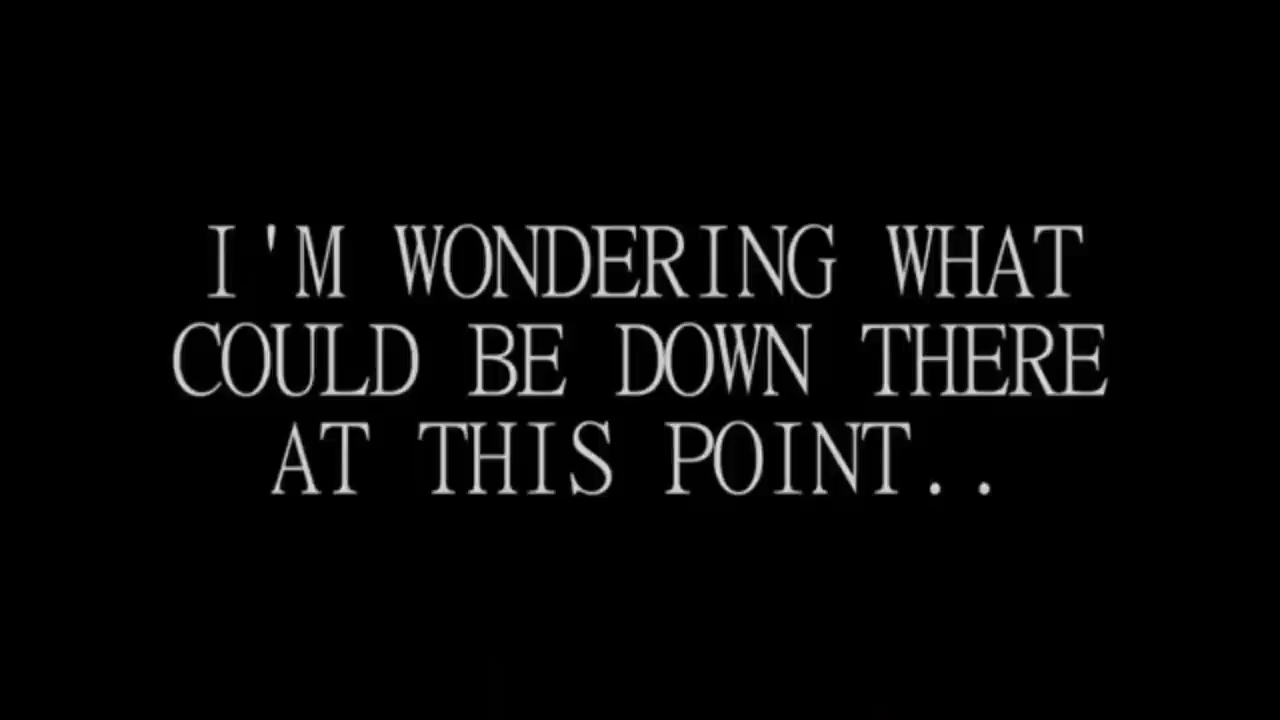 I'M WONDERING WHAT
COULD BE DOWN THERE
AT THIS POINT..